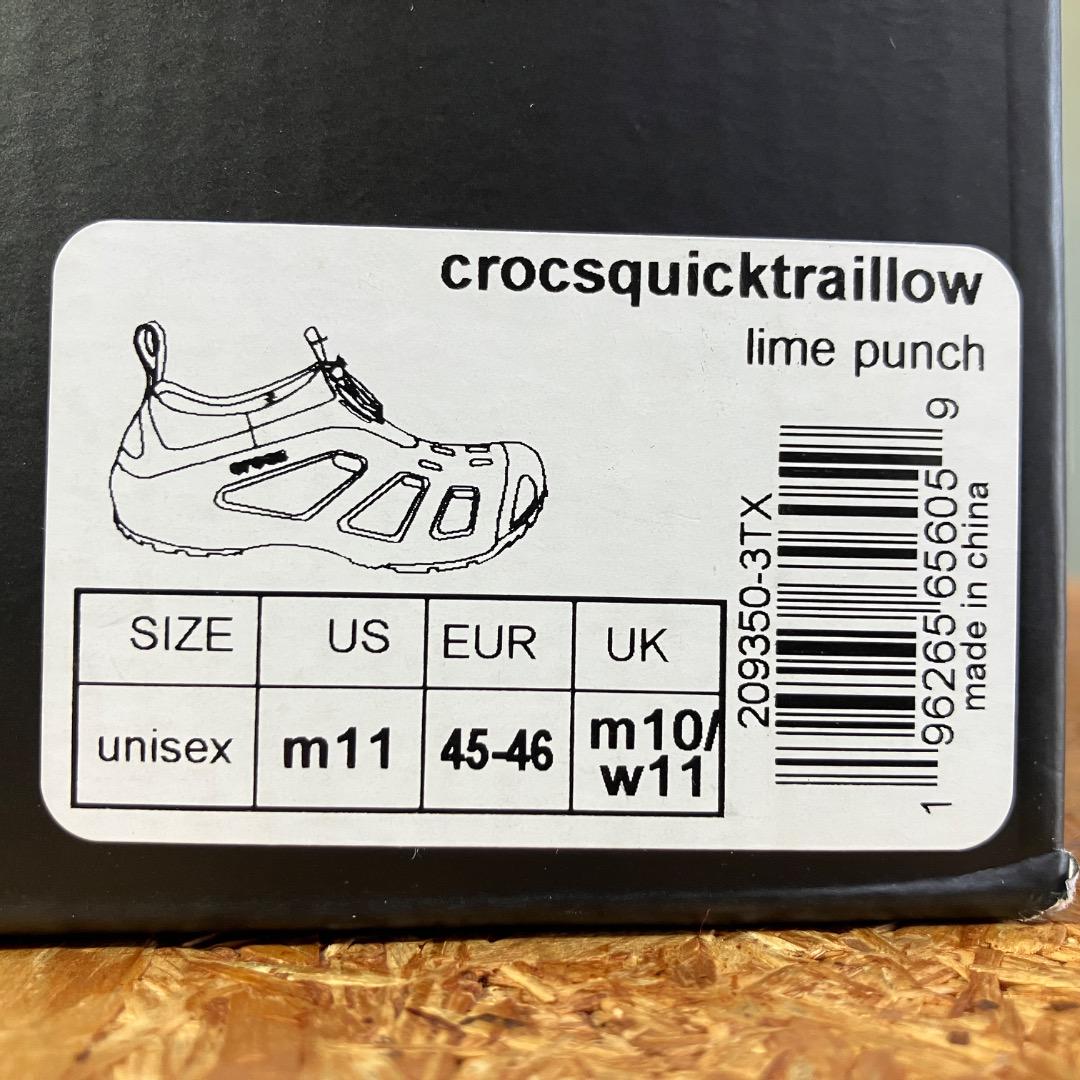 crocsquicktraillow
lime punch
SIZE US EUR UK
unisex m11 45-46 m10/
w11
209350-3TX
1 96265 65605 9
made in china